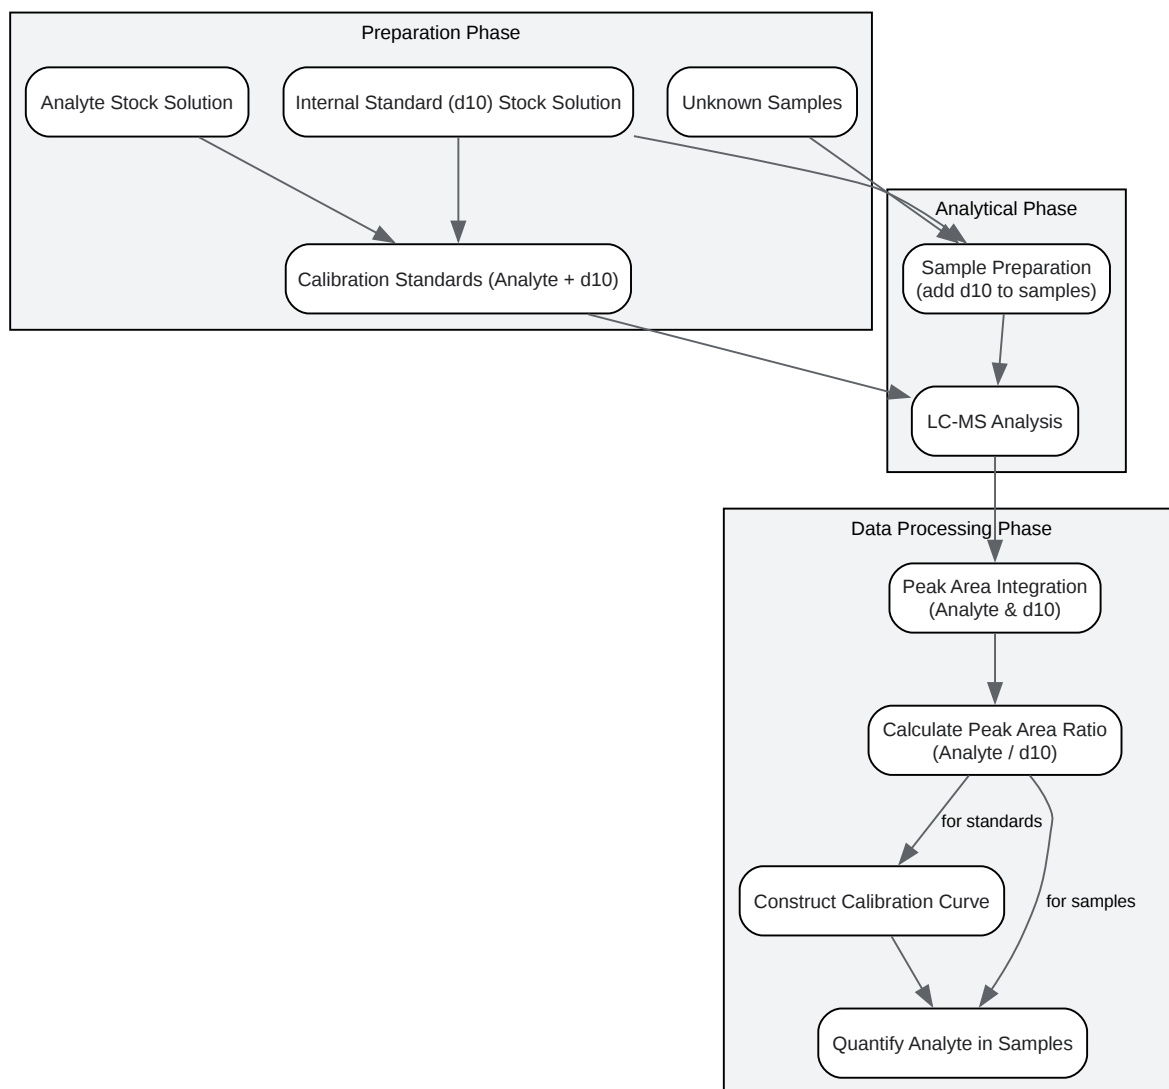 Preparation Phase
Analyte Stock Solution
Internal Standard (d10) Stock Solution
Unknown Samples
Analytical Phase
Calibration Standards (Analyte + d10)
Sample Preparation
(add d10 to samples)
LC-MS Analysis
Data Processing Phase
Peak Area Integration
(Analyte & d10)
Calculate Peak Area Ratio
(Analyte / d10)
for standards
Construct Calibration Curve
for samples
Quantify Analyte in Samples